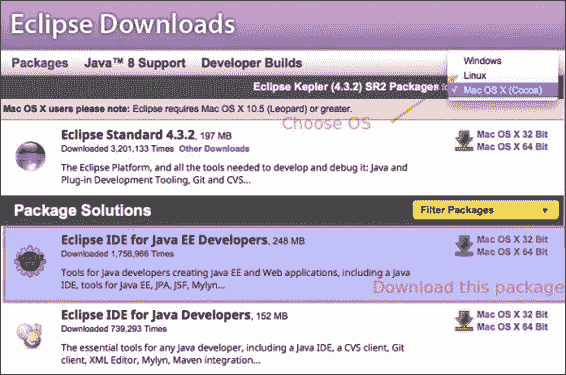 Eclipse Downloads
Packages Java™ 8 Support Developer Builds
Windows
Linux
✓ Mac OS X (Cocoa)
Eclipse Kepler (4.3.2) SR2 Packages
Mac OS X users please note: Eclipse requires Mac OS X 10.5 (Leopard) or greater.
Choose OS
Eclipse Standard 4.3.2, 197 MB
Downloaded 3,201,133 Times Other Downloads
The Eclipse Platform, and all the tools needed to develop and debug it: Java and
Plug-in Development Tooling, Git and CVS...
Mac OS X 32 Bit
Mac OS X 64 Bit
Package Solutions
Filter Packages
Eclipse IDE for Java EE Developers, 248 MB
Downloaded 1,758,966 Times
Tools for Java developers creating Java EE and Web applications, including a Java
IDE, tools for Java EE, JPA, JSF, Mylyn...
Mac OS X 32 Bit
Mac OS X 64 Bit
Download this package
Eclipse IDE for Java Developers, 152 MB
Downloaded 739,293 Times
The essential tools for any Java developer, including a Java IDE, a CVS client, Git
client, XML Editor, Mylyn, Maven integration...
Mac OS X 32 Bit
Mac OS X 64 Bit